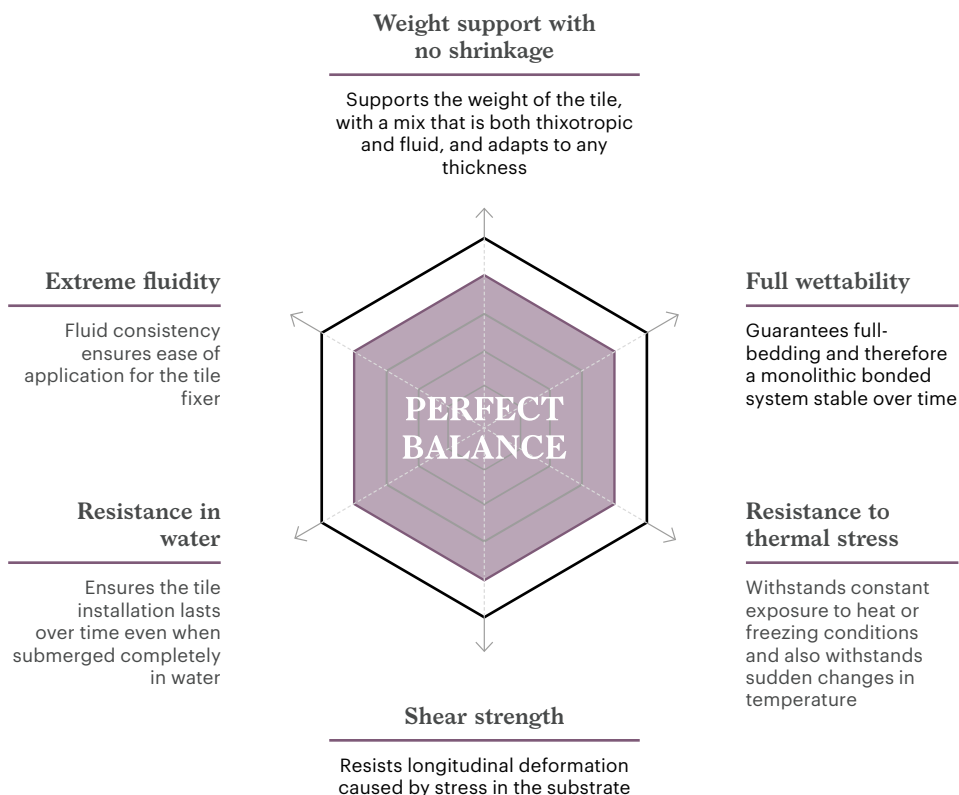 Weight support with
no shrinkage
Supports the weight of the tile,
with a mix that is both thixotropic
and fluid, and adapts to any
thickness
Extreme fluidity
Fluid consistency
ensures ease of
application for the tile
fixer
Full wettability
Guarantees full-
bedding and therefore
a monolithic bonded
system stable over time
PERFECT
BALANCE
Resistance in
water
Ensures the tile
installation lasts
over time even when
submerged completely
in water
Resistance to
thermal stress
Withstands constant
exposure to heat or
freezing conditions
and also withstands
sudden changes in
temperature
Shear strength
Resists longitudinal deformation
caused by stress in the substrate